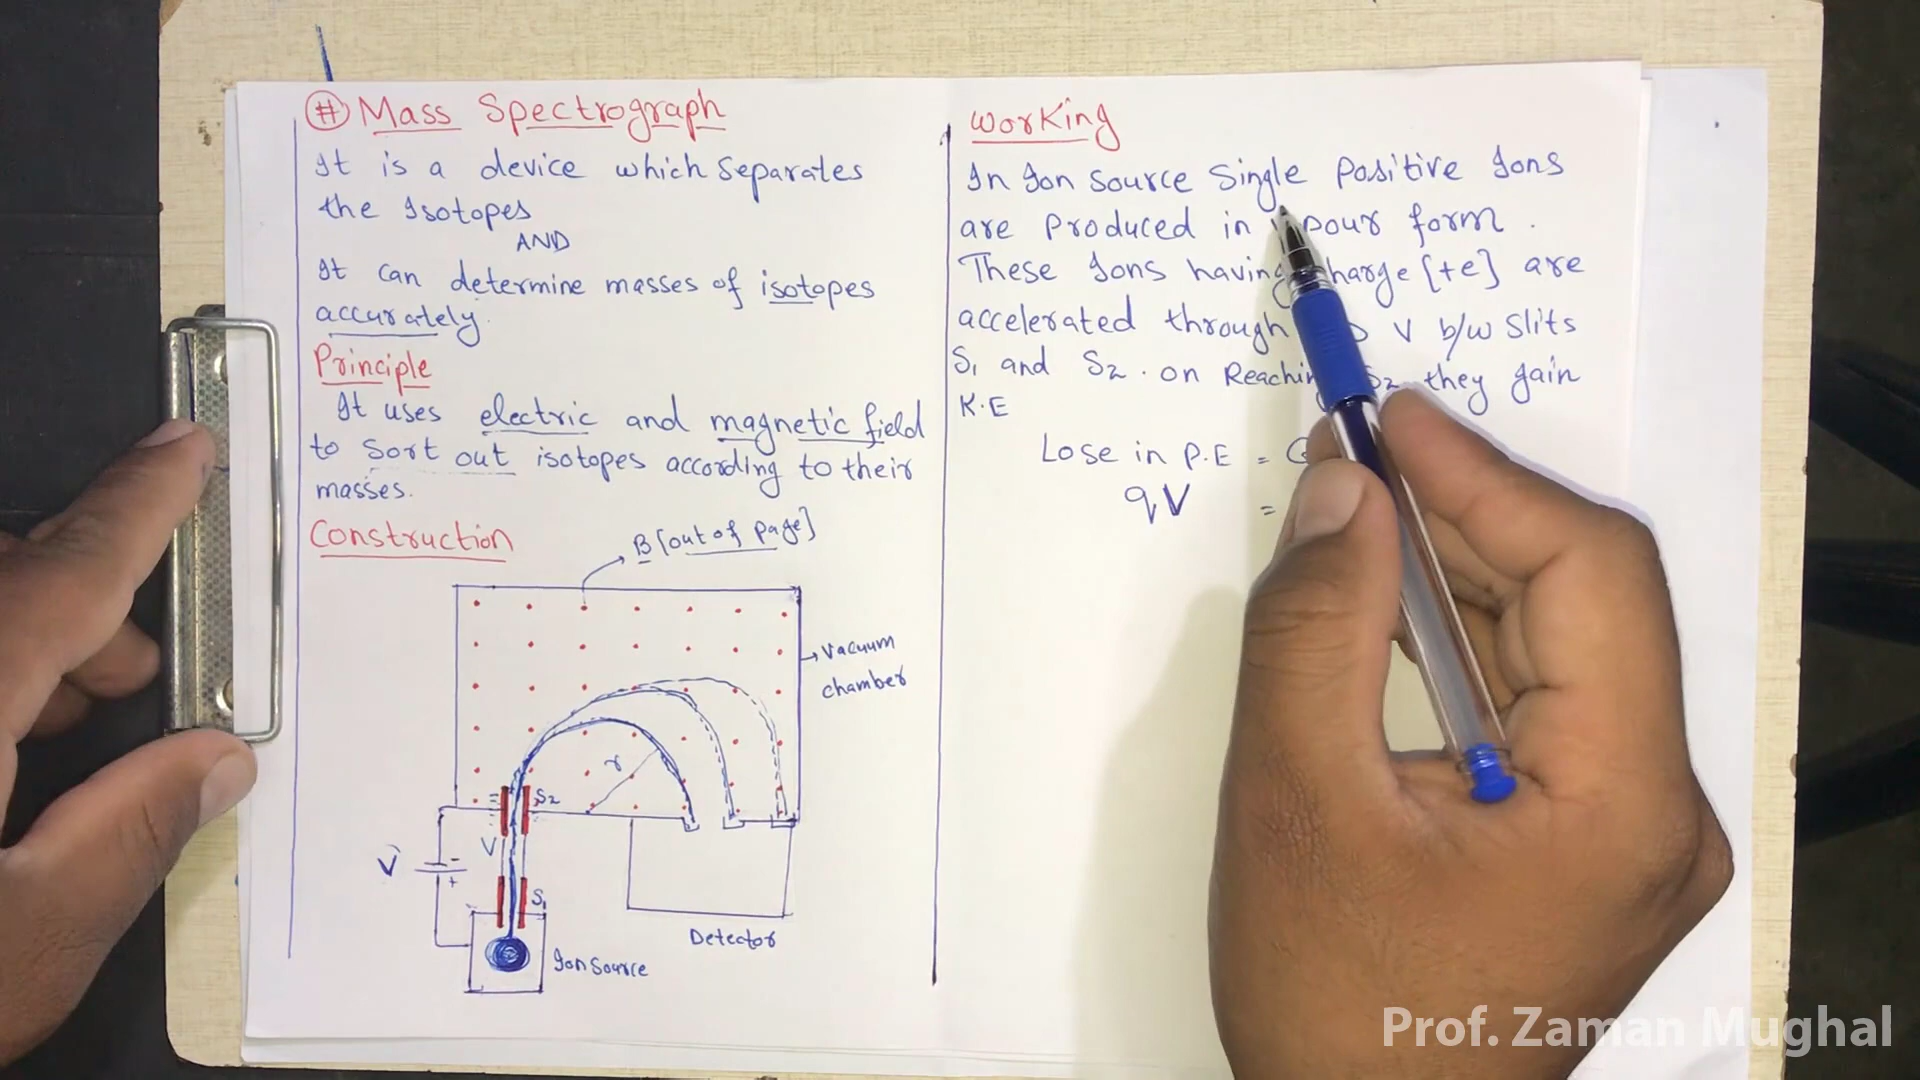 # Mass Spectrograph
It is a device which separates
the Isotopes
AND
It can determine masses of isotopes
accurately.
Principle
It uses electric and magnetic field
to Sort out isotopes according to their
masses.
Construction
B [out of page]
Vacuum
chamber
r
S2
V
V
-
+
S1
Detector
Ion Source
Working
In Ion Source Single Positive Ions
are Produced in form.
These Ions having [+e] are
accelerated through V b/w Slits
S1 and S2. on S2 they gain
K.E
Lose in P.E =
qV =
Prof. Zaman Mughal